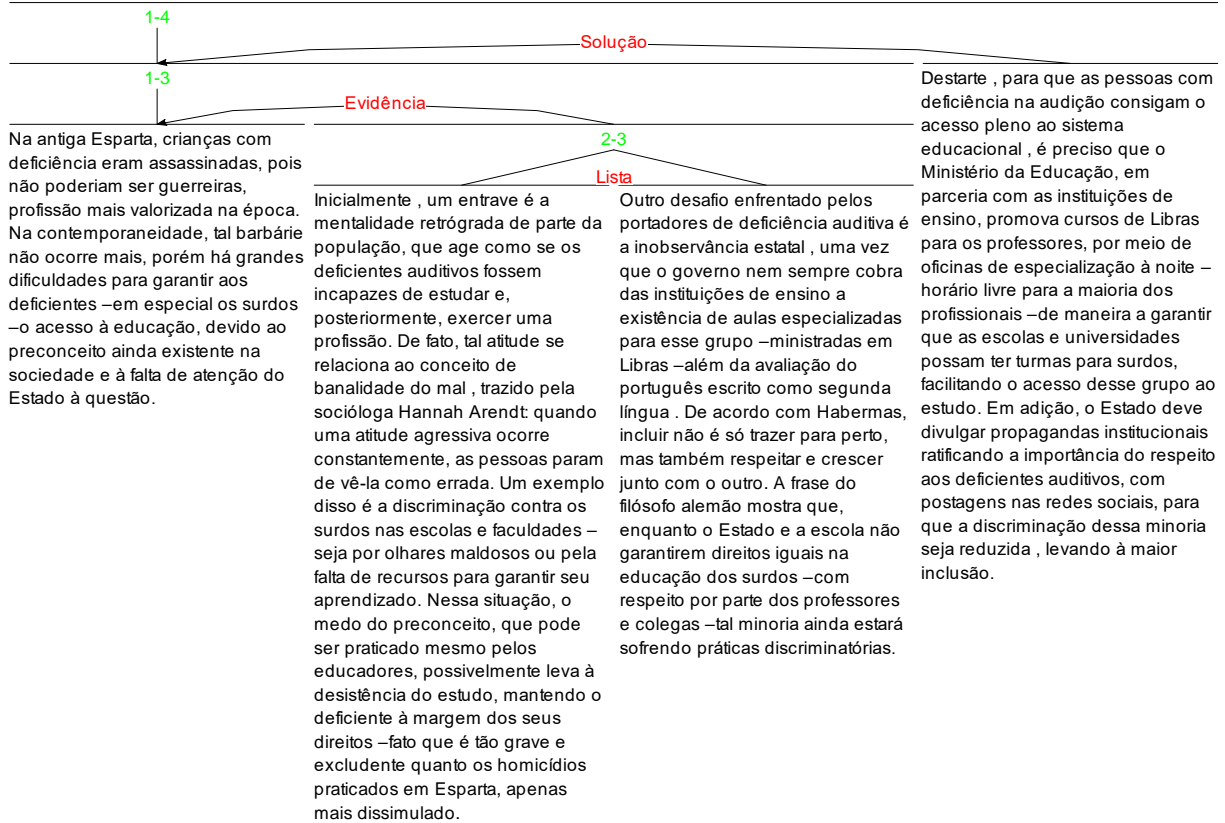 1-4
Solução
1-3
Evidência
Na antiga Esparta, crianças com
deficiência eram assassinadas, pois
não poderiam ser guerreiras,
profissão mais valorizada na época.
Na contemporaneidade, tal barbárie
não ocorre mais, porém há grandes
dificuldades para garantir aos
deficientes –em especial os surdos
–o acesso à educação, devido ao
preconceito ainda existente na
sociedade e à falta de atenção do
Estado à questão.
2-3
Lista
Inicialmente , um entrave é a
mentalidade retrógrada de parte da
população, que age como se os
deficientes auditivos fossem
incapazes de estudar e,
posteriormente, exercer uma
profissão. De fato, tal atitude se
relaciona ao conceito de
banalidade do mal , trazido pela
socióloga Hannah Arendt: quando
uma atitude agressiva ocorre
constantemente, as pessoas param
de vê-la como errada. Um exemplo
disso é a discriminação contra os
surdos nas escolas e faculdades –
seja por olhares maldosos ou pela
falta de recursos para garantir seu
aprendizado. Nessa situação, o
medo do preconceito, que pode
ser praticado mesmo pelos
educadores, possivelmente leva à
desistência do estudo, mantendo o
deficiente à margem dos seus
direitos –fato que é tão grave e
excludente quanto os homicídios
praticados em Esparta, apenas
mais dissimulado.
Outro desafio enfrentado pelos
portadores de deficiência auditiva é
a inobservância estatal , uma vez
que o governo nem sempre cobra
das instituições de ensino a
existência de aulas especializadas
para esse grupo –ministradas em
Libras –além da avaliação do
português escrito como segunda
língua . De acordo com Habermas,
incluir não é só trazer para perto,
mas também respeitar e crescer
junto com o outro. A frase do
filósofo alemão mostra que,
enquanto o Estado e a escola não
garantirem direitos iguais na
educação dos surdos –com
respeito por parte dos professores
e colegas –tal minoria ainda estará
sofrendo práticas discriminatórias.
Destarte , para que as pessoas com
deficiência na audição consigam o
acesso pleno ao sistema
educacional , é preciso que o
Ministério da Educação, em
parceria com as instituições de
ensino, promova cursos de Libras
para os professores, por meio de
oficinas de especialização à noite –
horário livre para a maioria dos
profissionais –de maneira a garantir
que as escolas e universidades
possam ter turmas para surdos,
facilitando o acesso desse grupo ao
estudo. Em adição, o Estado deve
divulgar propagandas institucionais
ratificando a importância do respeito
aos deficientes auditivos, com
postagens nas redes sociais, para
que a discriminação dessa minoria
seja reduzida , levando à maior
inclusão.